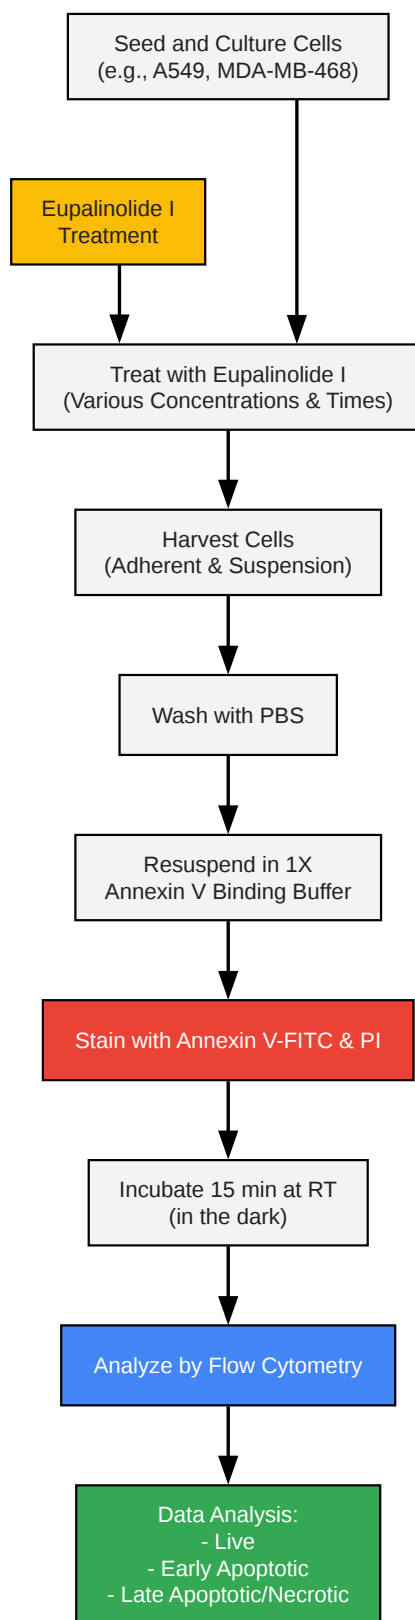 Seed and Culture Cells
(e.g., A549, MDA-MB-468)
Eupalinolide I
Treatment
Treat with Eupalinolide I
(Various Concentrations & Times)
Harvest Cells
(Adherent & Suspension)
Wash with PBS
Resuspend in 1X
Annexin V Binding Buffer
Stain with Annexin V-FITC & PI
Incubate 15 min at RT
(in the dark)
Analyze by Flow Cytometry
Data Analysis:
- Live
- Early Apoptotic
- Late Apoptotic/Necrotic